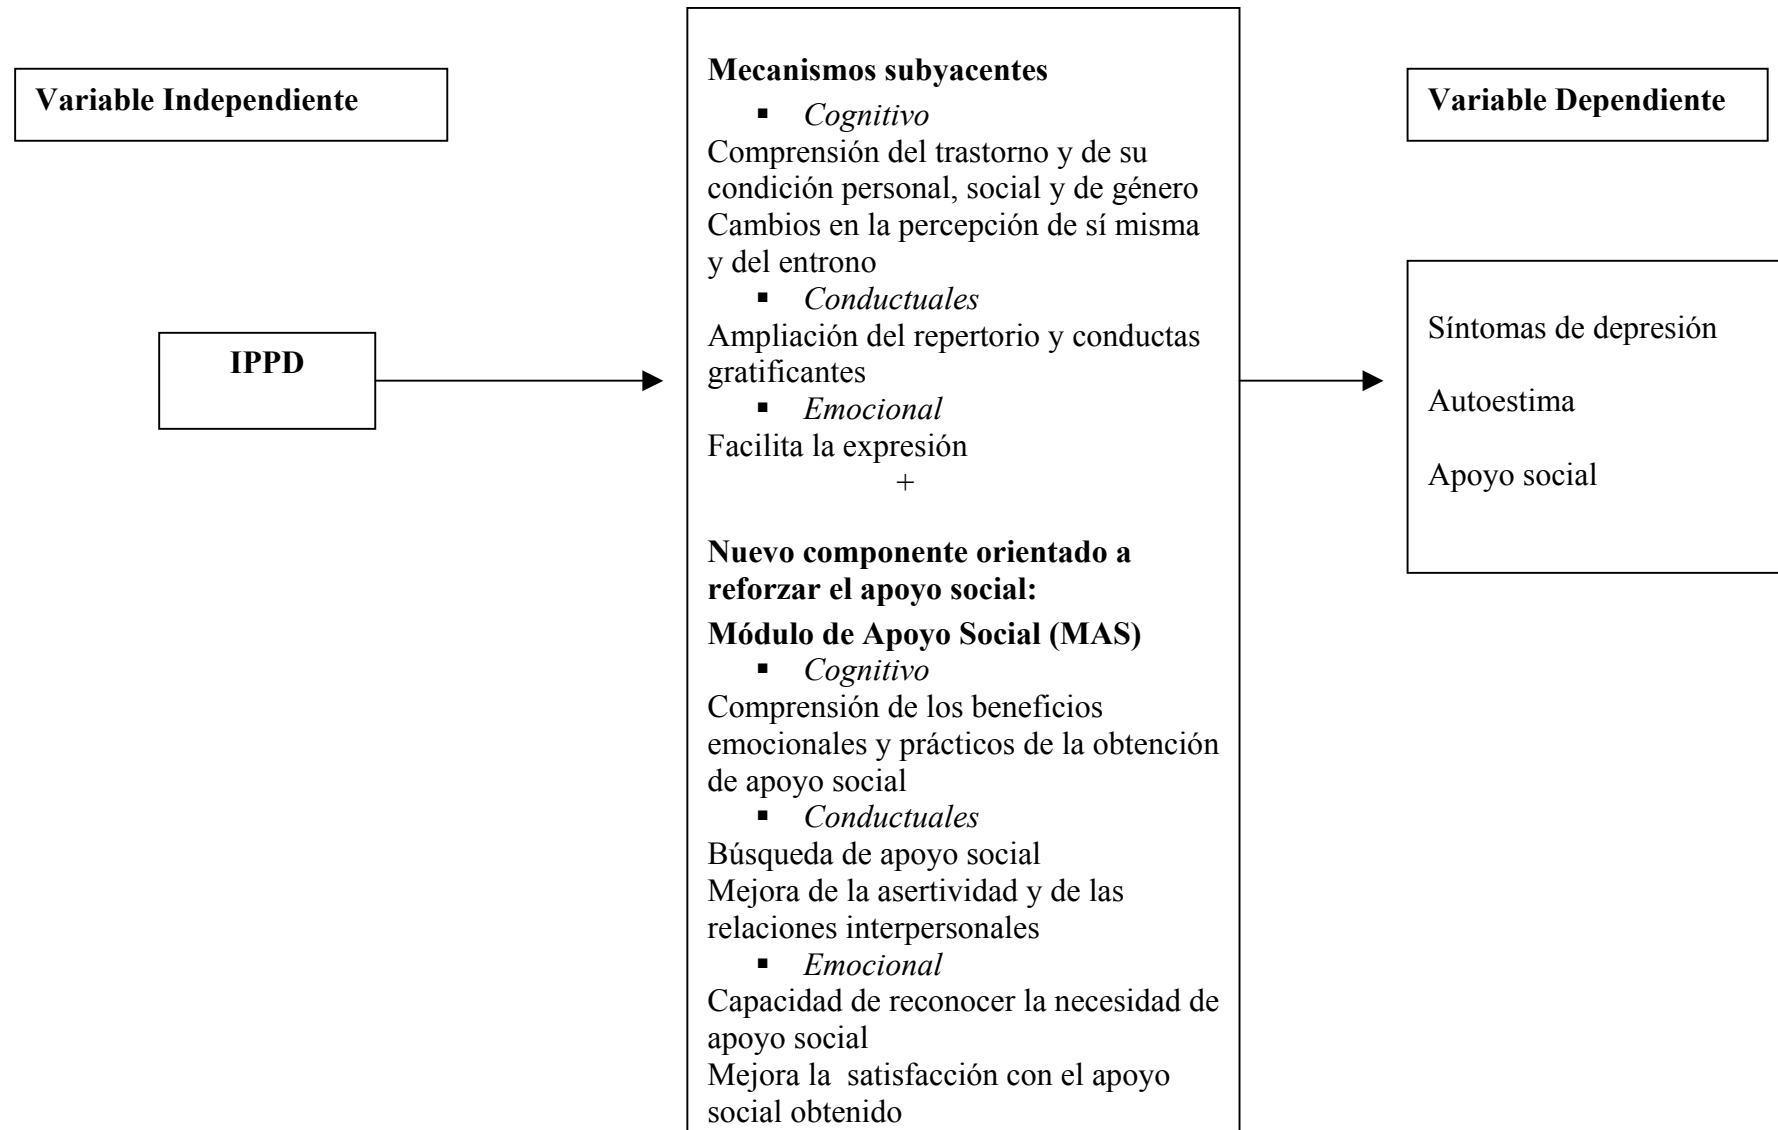 Variable Independiente
IPPD
Mecanismos subyacentes
▪ Cognitivo
Comprensión del trastorno y de su
condición personal, social y de género
Cambios en la percepción de sí misma
y del entrono
▪ Conductuales
Ampliación del repertorio y conductas
gratificantes
▪ Emocional
Facilita la expresión
+
Nuevo componente orientado a
reforzar el apoyo social:
Módulo de Apoyo Social (MAS)
▪ Cognitivo
Comprensión de los beneficios
emocionales y prácticos de la obtención
de apoyo social
▪ Conductuales
Búsqueda de apoyo social
Mejora de la asertividad y de las
relaciones interpersonales
▪ Emocional
Capacidad de reconocer la necesidad de
apoyo social
Mejora la satisfacción con el apoyo
social obtenido
Variable Dependiente
Síntomas de depresión
Autoestima
Apoyo social